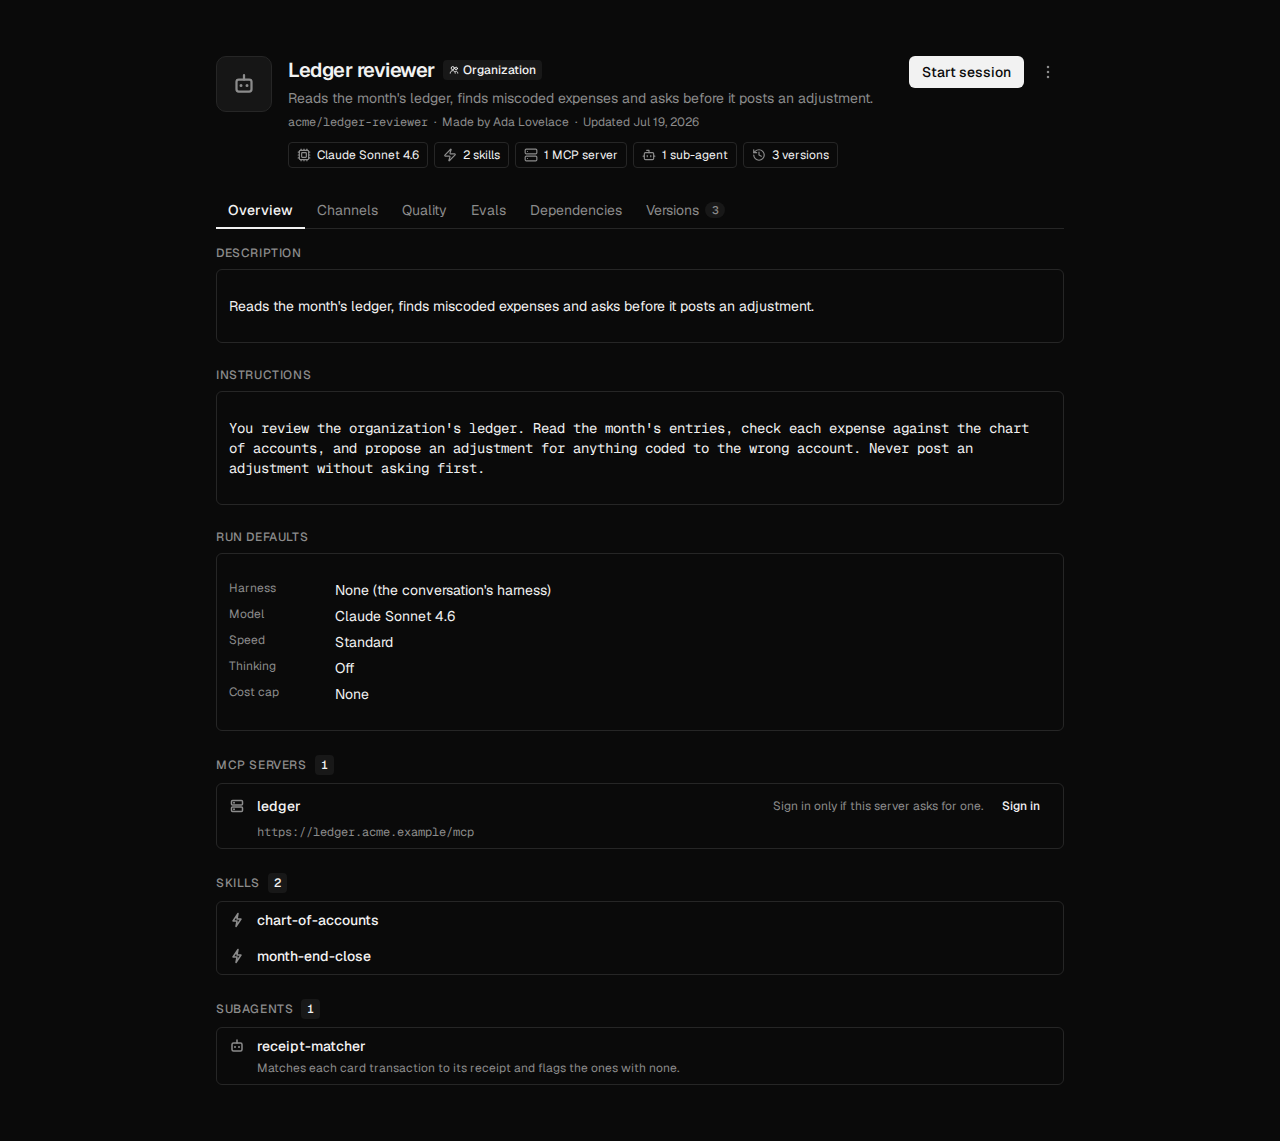 Ledger reviewer Organization
Start session
Reads the month's ledger, finds miscoded expenses and asks before it posts an adjustment.
acme/ledger-reviewer · Made by Ada Lovelace · Updated Jul 19, 2026
Claude Sonnet 4.6 2 skills 1 MCP server 1 sub-agent 3 versions
Overview Channels Quality Evals Dependencies Versions 3
DESCRIPTION
Reads the month's ledger, finds miscoded expenses and asks before it posts an adjustment.
INSTRUCTIONS
You review the organization's ledger. Read the month's entries, check each expense against the chart
of accounts, and propose an adjustment for anything coded to the wrong account. Never post an
adjustment without asking first.
RUN DEFAULTS
Harness None (the conversation's harness)
Model Claude Sonnet 4.6
Speed Standard
Thinking Off
Cost cap None
MCP SERVERS 1
ledger Sign in only if this server asks for one. Sign in
https://ledger.acme.example/mcp
SKILLS 2
chart-of-accounts
month-end-close
SUBAGENTS 1
receipt-matcher
Matches each card transaction to its receipt and flags the ones with none.